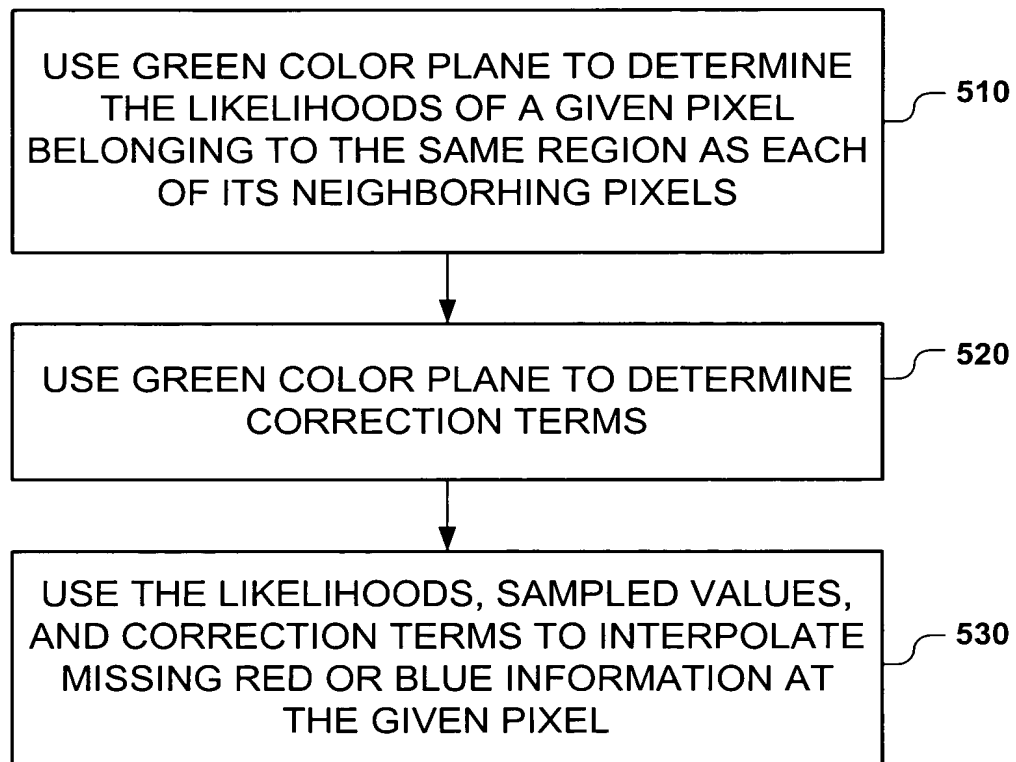 USE GREEN COLOR PLANE TO DETERMINE
THE LIKELIHOODS OF A GIVEN PIXEL
BELONGING TO THE SAME REGION AS EACH
OF ITS NEIGHBORHING PIXELS
510
USE GREEN COLOR PLANE TO DETERMINE
CORRECTION TERMS
520
USE THE LIKELIHOODS, SAMPLED VALUES,
AND CORRECTION TERMS TO INTERPOLATE
MISSING RED OR BLUE INFORMATION AT
THE GIVEN PIXEL
530